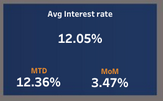 Avg Interest rate
12.05%
MTD MoM
12.36% 3.47%